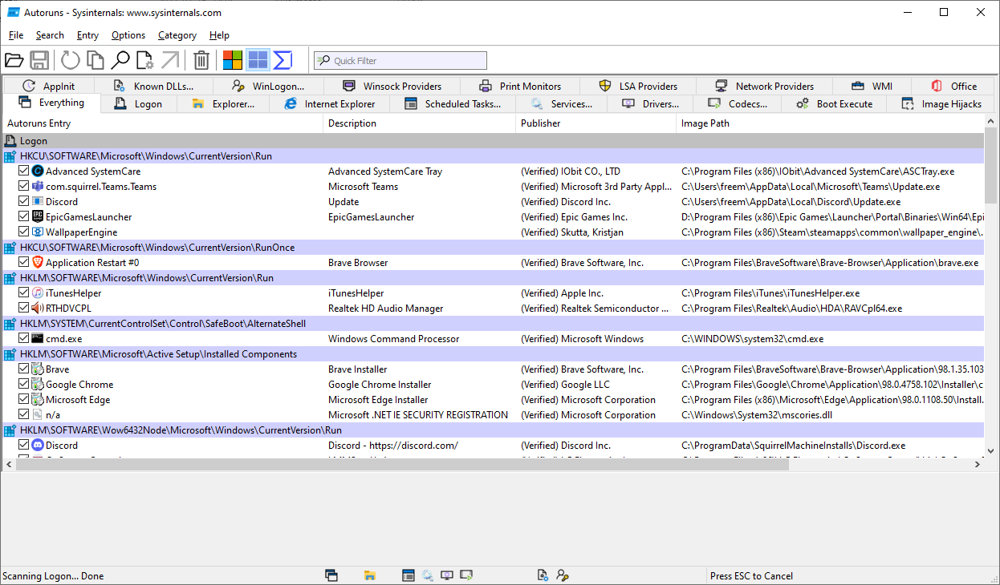 Autoruns - Sysinternals: www.sysinternals.com
File Search Entry Options Category Help
Quick Filter
AppInit Known DLLs... WinLogon... Winsock Providers Print Monitors LSA Providers Network Providers WMI Office
Everything Logon Explorer... Internet Explorer Scheduled Tasks... Services... Drivers... Codecs... Boot Execute Image Hijacks
Autoruns Entry Description Publisher Image Path
Logon
HKCU\SOFTWARE\Microsoft\Windows\CurrentVersion\Run
Advanced SystemCare Advanced SystemCare Tray (Verified) IObit CO., LTD C:\Program Files (x86)\IObit\Advanced SystemCare\ASCTray.exe
com.squirrel.Teams.Teams Microsoft Teams (Verified) Microsoft 3rd Party Appl... C:\Users\freem\AppData\Local\Microsoft\Teams\Update.exe
Discord Update (Verified) Discord Inc. C:\Users\freem\AppData\Local\Discord\Update.exe
EpicGamesLauncher EpicGamesLauncher (Verified) Epic Games Inc. D:\Program Files (x86)\Epic Games\Launcher\Portal\Binaries\Win64\Epi
WallpaperEngine (Verified) Skutta, Kristjan C:\Program Files (x86)\Steam\steamapps\common\wallpaper_engine\...
HKCU\SOFTWARE\Microsoft\Windows\CurrentVersion\RunOnce
Application Restart #0 Brave Browser (Verified) Brave Software, Inc. C:\Program Files\BraveSoftware\Brave-Browser\Application\brave.exe
HKLM\SOFTWARE\Microsoft\Windows\CurrentVersion\Run
iTunesHelper iTunesHelper (Verified) Apple Inc. C:\Program Files\iTunes\iTunesHelper.exe
RTHDVCPL Realtek HD Audio Manager (Verified) Realtek Semiconductor ... C:\Program Files\Realtek\Audio\HDA\RAVCpl64.exe
HKLM\SYSTEM\CurrentControlSet\Control\SafeBoot\AlternateShell
cmd.exe Windows Command Processor (Verified) Microsoft Windows C:\WINDOWS\system32\cmd.exe
HKLM\SOFTWARE\Microsoft\Active Setup\Installed Components
Brave Brave Installer (Verified) Brave Software, Inc. C:\Program Files\BraveSoftware\Brave-Browser\Application\98.1.35.103
Google Chrome Google Chrome Installer (Verified) Google LLC C:\Program Files\Google\Chrome\Application\98.0.4758.102\Installer\c
Microsoft Edge Microsoft Edge Installer (Verified) Microsoft Corporation C:\Program Files (x86)\Microsoft\Edge\Application\98.0.1108.50\Install.
n/a Microsoft .NET IE SECURITY REGISTRATION (Verified) Microsoft Corporation C:\Windows\System32\mscories.dll
HKLM\SOFTWARE\Wow6432Node\Microsoft\Windows\CurrentVersion\Run
Discord Discord - https://discord.com/ (Verified) Discord Inc. C:\ProgramData\SquirrelMachineInstalls\Discord.exe
Scanning Logon... Done Press ESC to Cancel